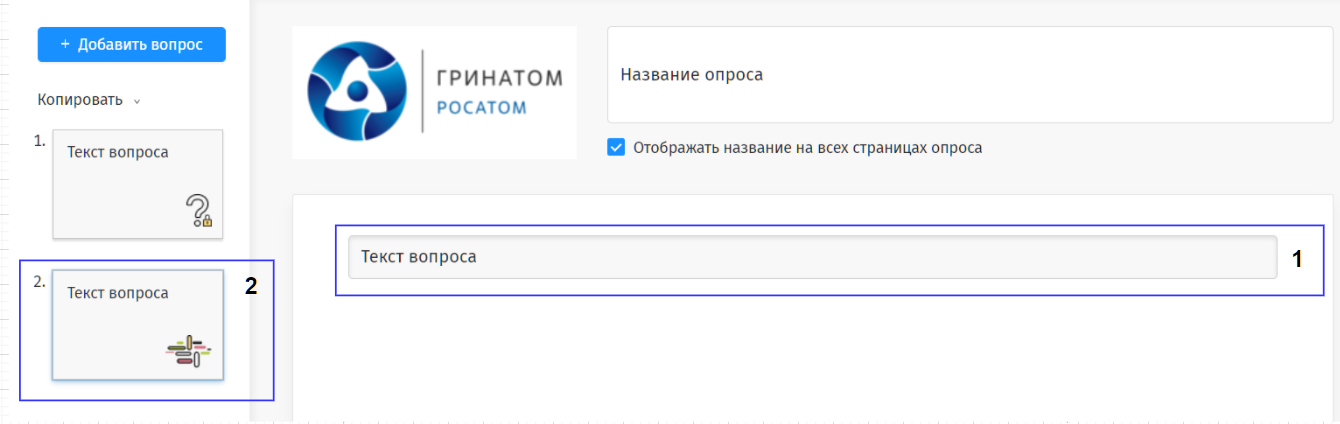 + Добавить вопрос
Копировать
1.
Текст вопроса
2.
Текст вопроса
2
ГРИНАТОМ
РОСАТОМ
Название опроса
Отображать название на всех страницах опроса
Текст вопроса
1